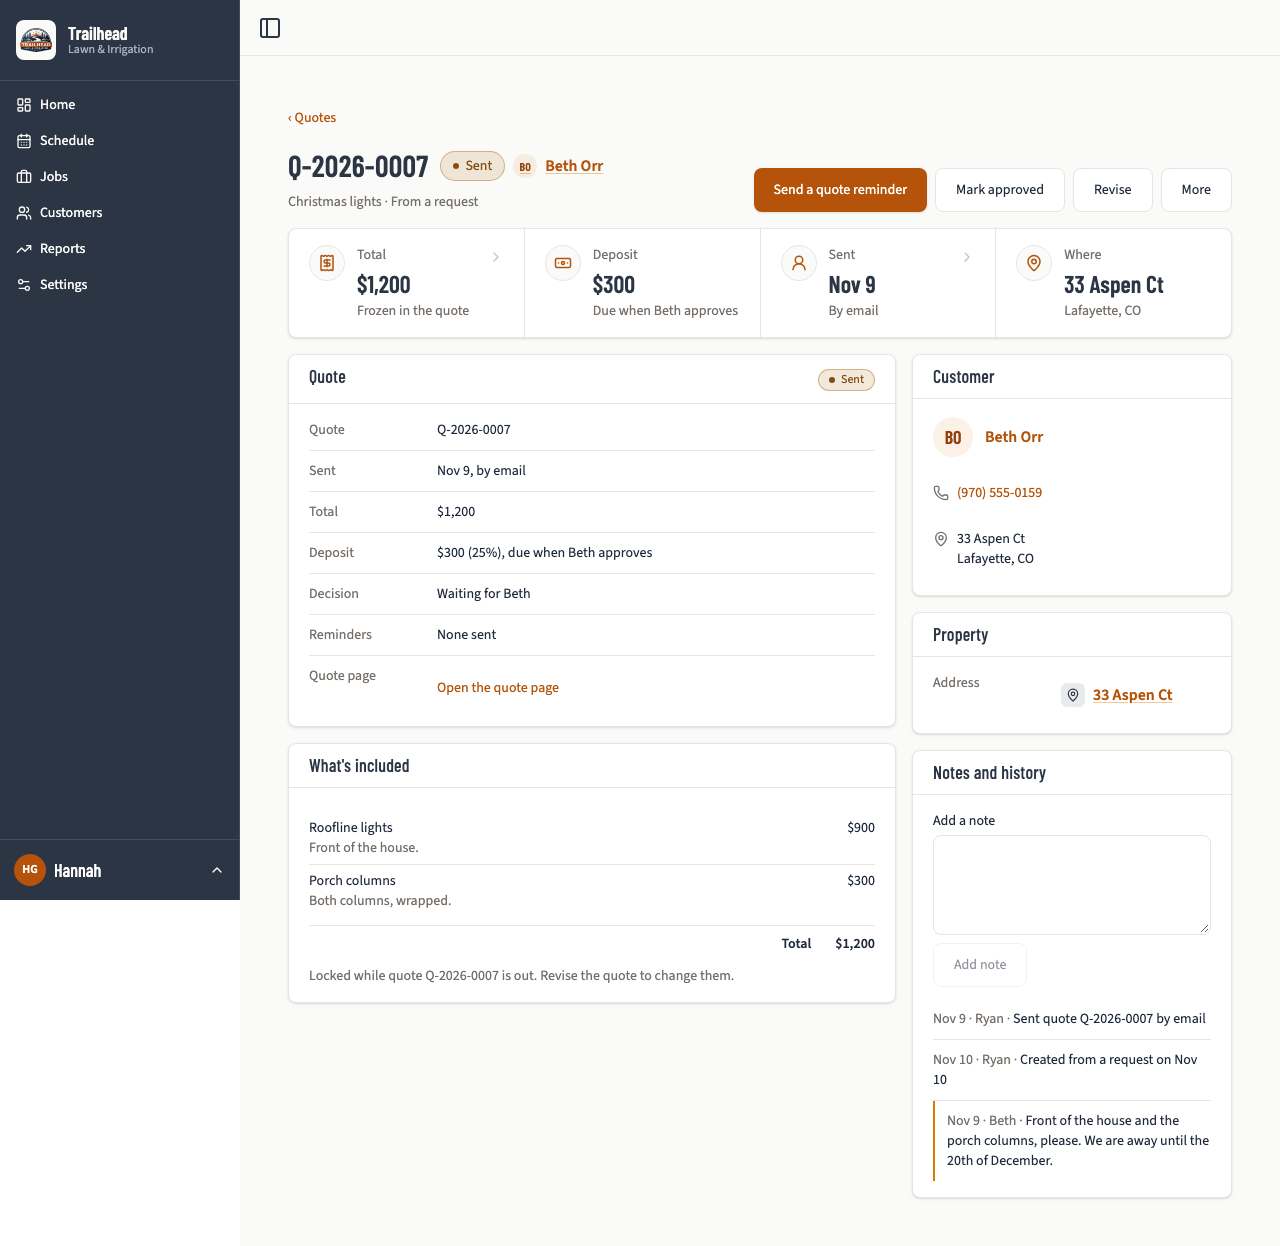 Trailhead
Lawn & Irrigation
Home
Schedule
Jobs
Customers
Reports
Settings
HG
Hannah
‹ Quotes
Q-2026-0007
Sent
BO
Beth Orr
Christmas lights · From a request
Send a quote reminder
Mark approved
Revise
More
Total
$1,200
Frozen in the quote
Deposit
$300
Due when Beth approves
Sent
Nov 9
By email
Where
33 Aspen Ct
Lafayette, CO
Quote
Sent
Quote
Q-2026-0007
Sent
Nov 9, by email
Total
$1,200
Deposit
$300 (25%), due when Beth approves
Decision
Waiting for Beth
Reminders
None sent
Quote page
Open the quote page
What's included
Roofline lights
$900
Front of the house.
Porch columns
$300
Both columns, wrapped.
Total
$1,200
Locked while quote Q-2026-0007 is out. Revise the quote to change them.
Customer
BO
Beth Orr
(970) 555-0159
33 Aspen Ct
Lafayette, CO
Property
Address
33 Aspen Ct
Notes and history
Add a note
Add note
Nov 9 · Ryan · Sent quote Q-2026-0007 by email
Nov 10 · Ryan · Created from a request on Nov
10
Nov 9 · Beth · Front of the house and the
porch columns, please. We are away until the
20th of December.